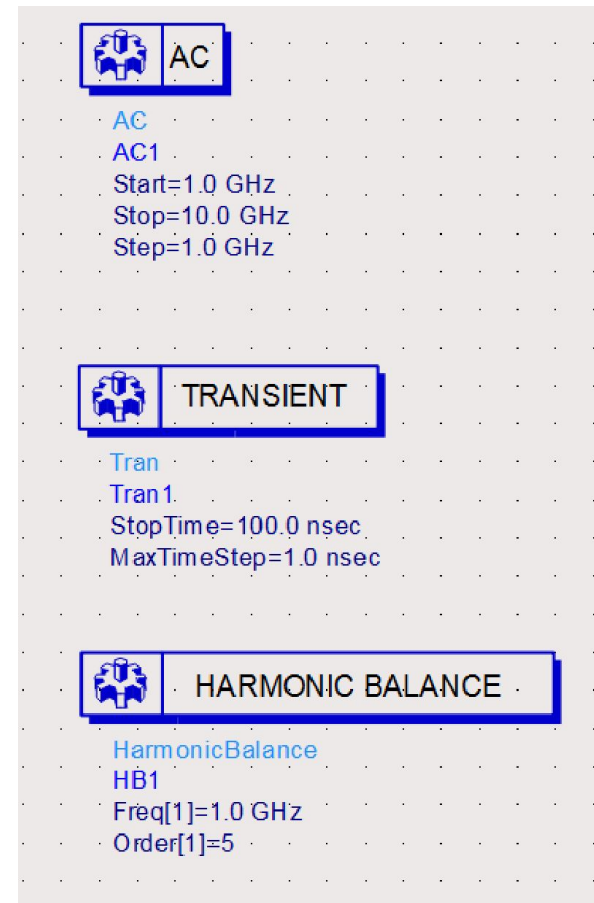 AC
AC
AC1
Start=1.0 GHz
Stop=10.0 GHz
Step=1.0 GHz
TRANSIENT
Tran
Tran1
StopTime=100.0 nsec
MaxTimeStep=1.0 nsec
HARMONIC BALANCE
HarmonicBalance
HB1
Freq[1]=1.0 GHz
Order[1]=5